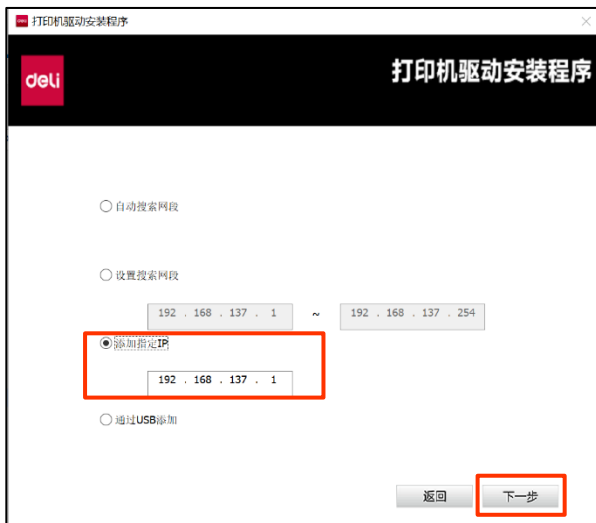 deli 打印机驱动安装程序
deli 打印机驱动安装程序
自动搜索网段
设置搜索网段
192 . 168 . 137 . 1 ~ 192 . 168 . 137 . 254
添加指定IP
192 . 168 . 137 . 1
通过USB添加
返回 下一步